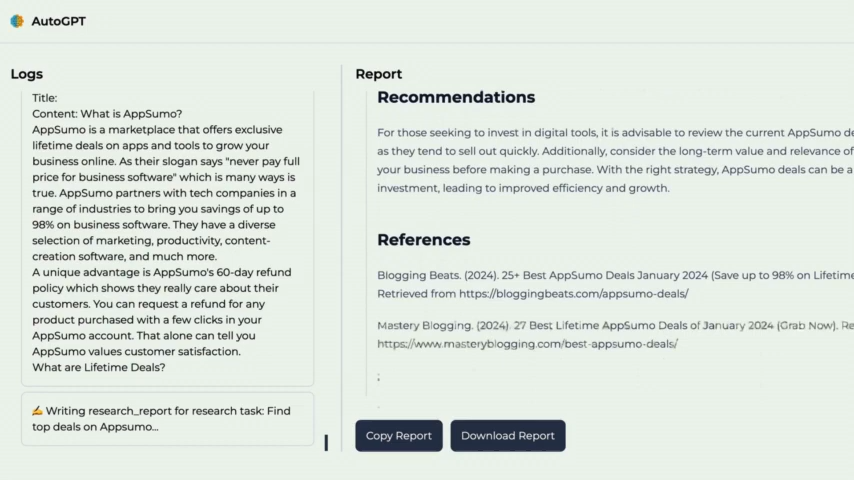 AutoGPT
Logs
Title:
Content: What is AppSumo?
AppSumo is a marketplace that offers exclusive
lifetime deals on apps and tools to grow your
business online. As their slogan says "never pay full
price for business software" which is many ways is
true. AppSumo partners with tech companies in a
range of industries to bring you savings of up to
98% on business software. They have a diverse
selection of marketing, productivity, content-
creation software, and much more.
A unique advantage is AppSumo's 60-day refund
policy which shows they really care about their
customers. You can request a refund for any
product purchased with a few clicks in your
AppSumo account. That alone can tell you
AppSumo values customer satisfaction.
What are Lifetime Deals?
✍️ Writing research_report for research task: Find
top deals on Appsumo...
Report
Recommendations
For those seeking to invest in digital tools, it is advisable to review the current AppSumo de
as they tend to sell out quickly. Additionally, consider the long-term value and relevance of
your business before making a purchase. With the right strategy, AppSumo deals can be a
investment, leading to improved efficiency and growth.
References
Blogging Beats. (2024). 25+ Best AppSumo Deals January 2024 (Save up to 98% on Lifetime
Retrieved from https://bloggingbeats.com/appsumo-deals/
Mastery Blogging. (2024). 27 Best Lifetime AppSumo Deals of January 2024 (Grab Now). Re
https://www.masteryblogging.com/best-appsumo-deals/
;
Copy Report
Download Report